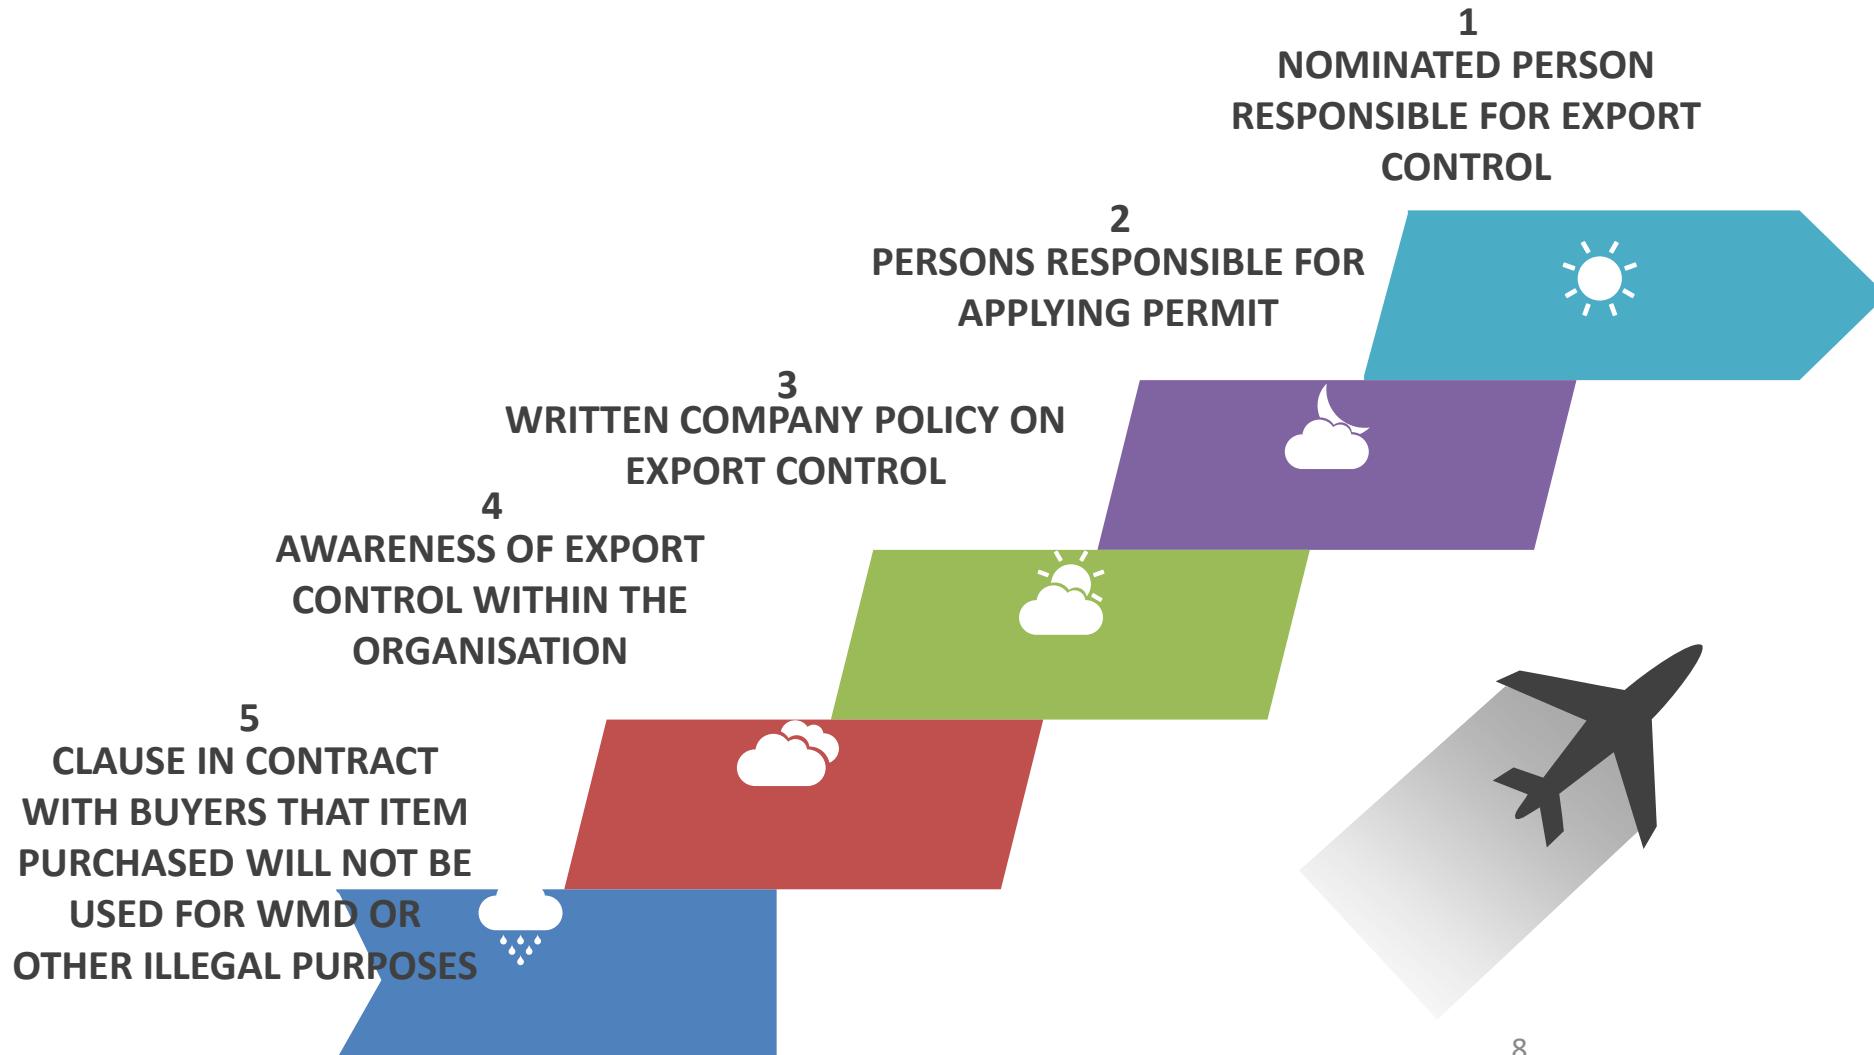 1
NOMINATED PERSON
RESPONSIBLE FOR EXPORT
CONTROL
2
PERSONS RESPONSIBLE FOR
APPLYING PERMIT
3
WRITTEN COMPANY POLICY ON
EXPORT CONTROL
4
AWARENESS OF EXPORT
CONTROL WITHIN THE
ORGANISATION
5
CLAUSE IN CONTRACT
WITH BUYERS THAT ITEM
PURCHASED WILL NOT BE
USED FOR WMD OR
OTHER ILLEGAL PURPOSES
8